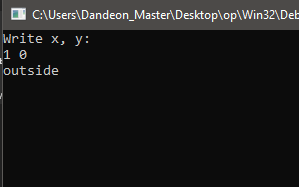 C:\Users\Dandeon_Master\Desktop\op\Win32\Deb
Write x, y:
1 0
outside